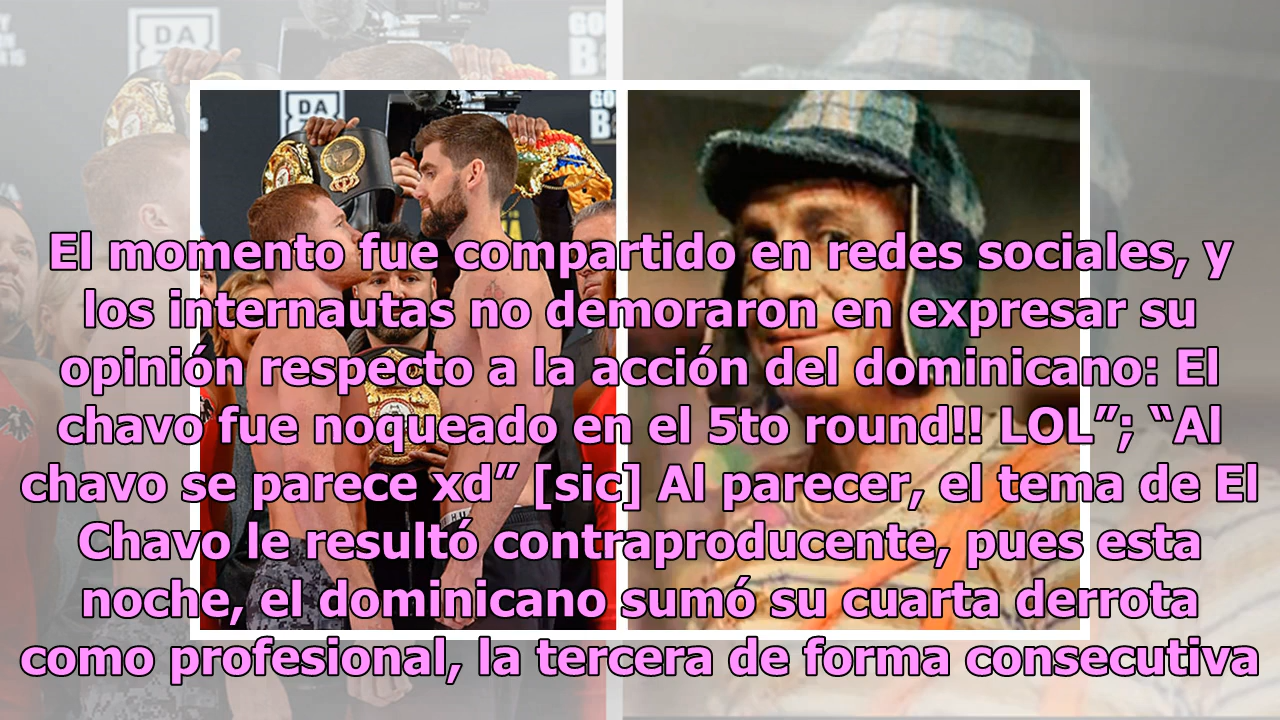 DA
GO
B
El momento fue compartido en redes sociales, y
los internautas no demoraron en expresar su
opinión respecto a la acción del dominicano: El
chavo fue noqueado en el 5to round!! LOL”; “Al
chavo se parece xd” [sic] Al parecer, el tema de El
Chavo le resultó contraproducente, pues esta
noche, el dominicano sumó su cuarta derrota
como profesional, la tercera de forma consecutiva